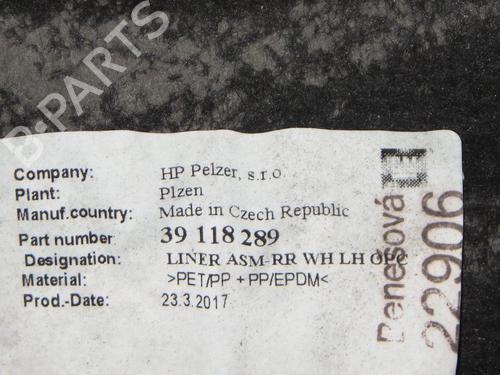 B-PARTS
Company: HP Pelzer, s.r.o.
Plant: Plzen
Manuf.country: Made in Czech Republic
Part number: 39 118 289
Designation: LINER ASM-RR WH LH OPC
Material: >PET/PP + PP/EPDM<
Prod.-Date: 23.3.2017
Benešová
22906